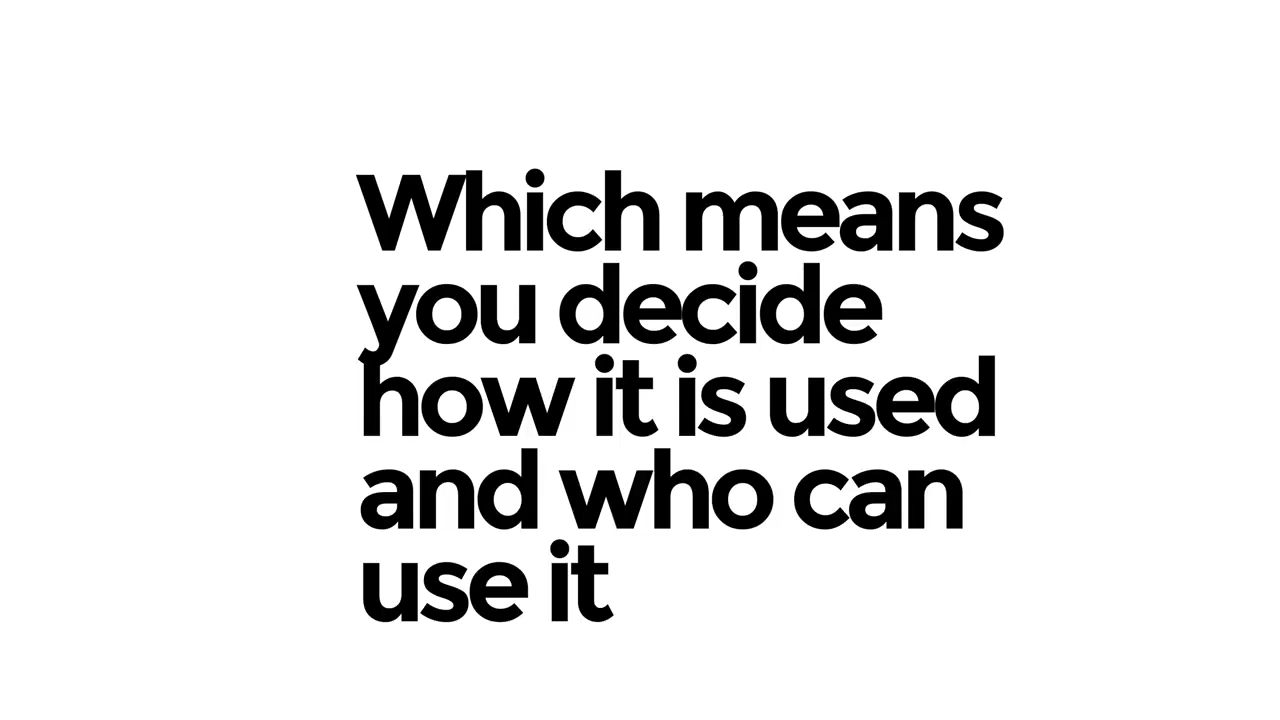 Which means
you decide
how it is used
and who can
use it